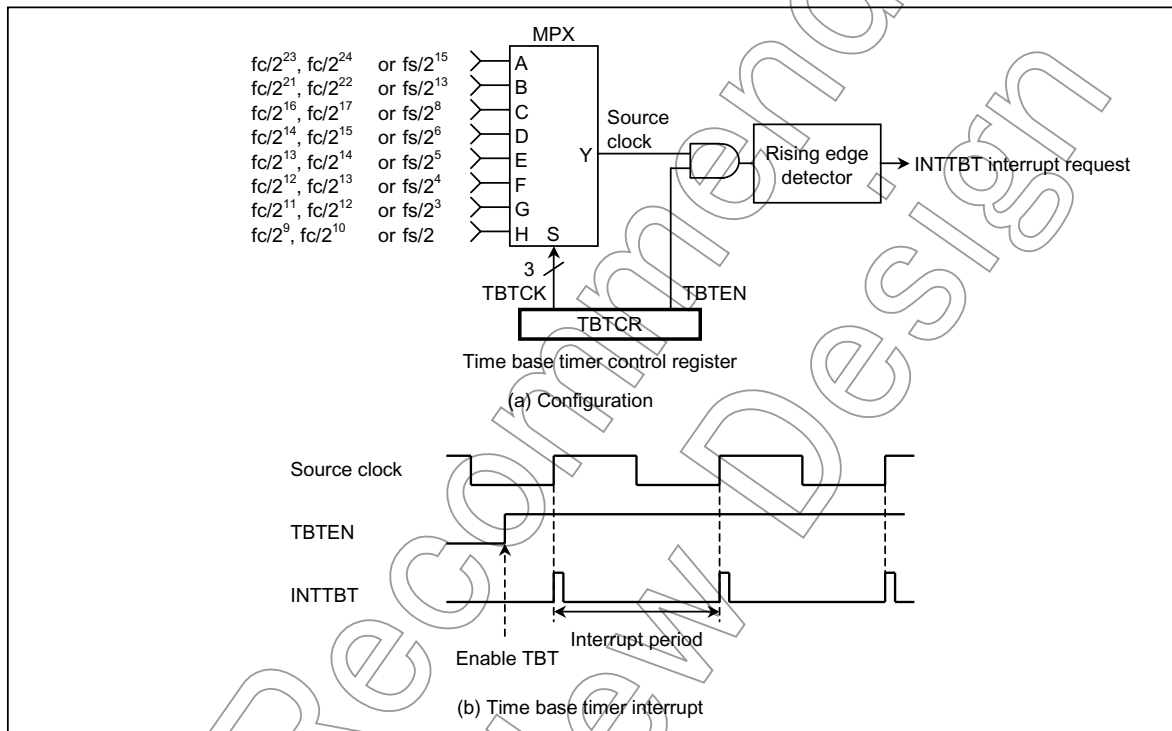 MPX
fc/2^23, fc/2^24 or fs/2^15 A
fc/2^21, fc/2^22 or fs/2^13 B
fc/2^16, fc/2^17 or fs/2^8 C
fc/2^14, fc/2^15 or fs/2^6 D
fc/2^13, fc/2^14 or fs/2^5 E
fc/2^12, fc/2^13 or fs/2^4 F
fc/2^11, fc/2^12 or fs/2^3 G
fc/2^9, fc/2^10 or fs/2 H
S
Y
Source
clock
Rising edge
detector
INTTBT interrupt request
3
TBTCK
TBTEN
TBTCR
Time base timer control register
(a) Configuration
Source clock
TBTEN
INTTBT
Interrupt period
Enable TBT
(b) Time base timer interrupt
Recommend
New Design